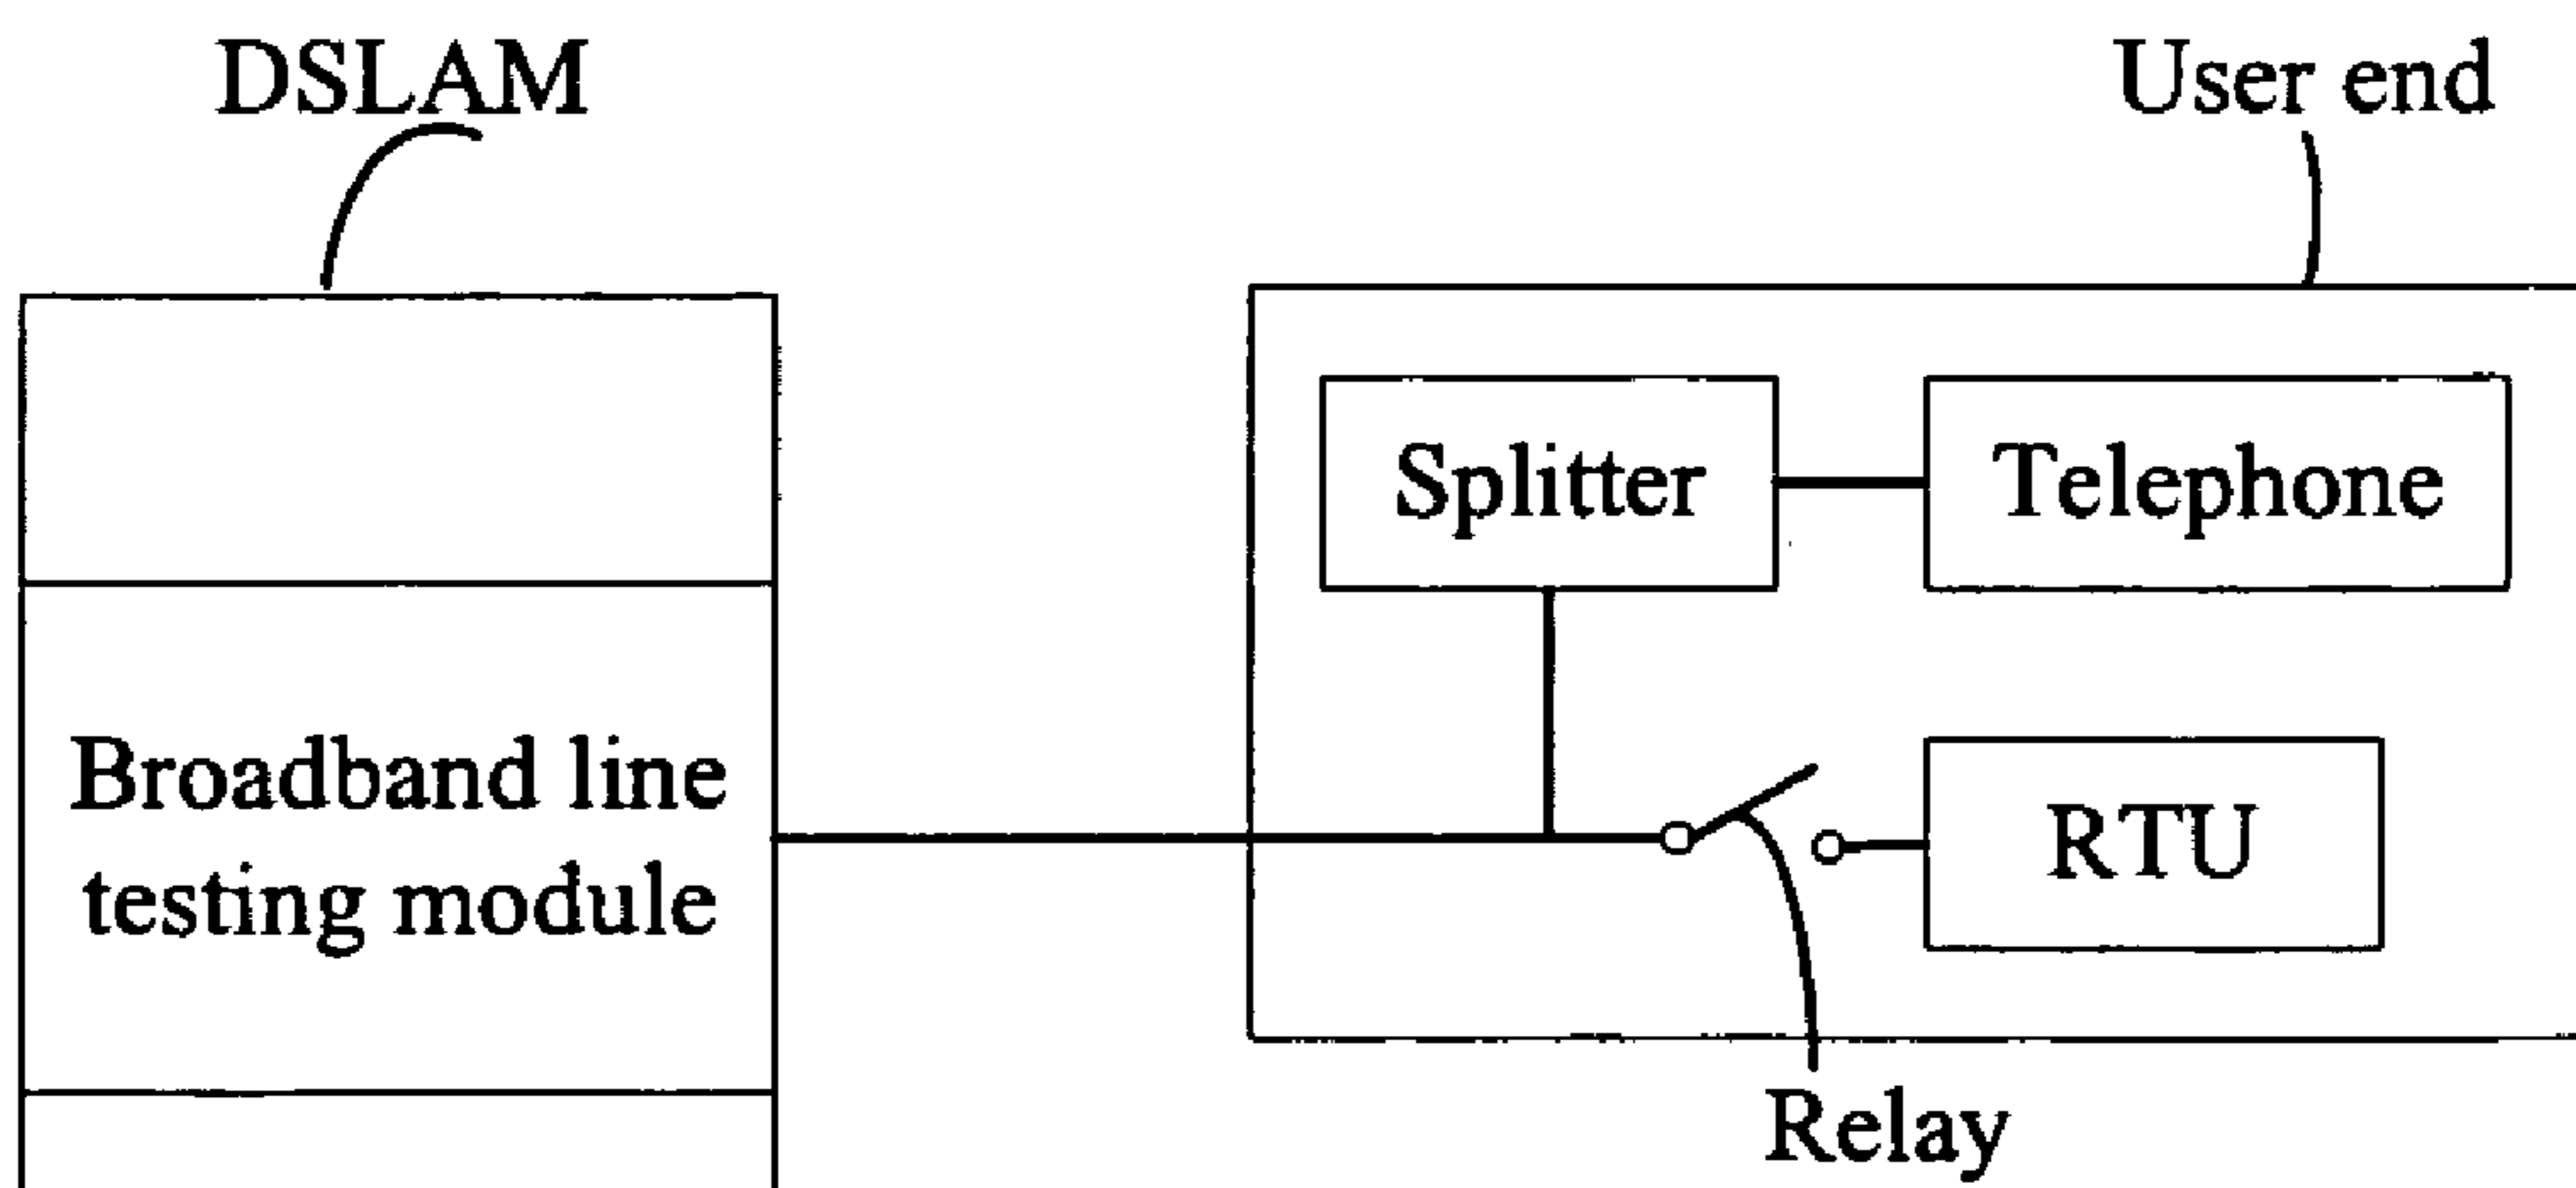 DSLAM
User end
Splitter
Telephone
Broadband line
testing module
RTU
Relay